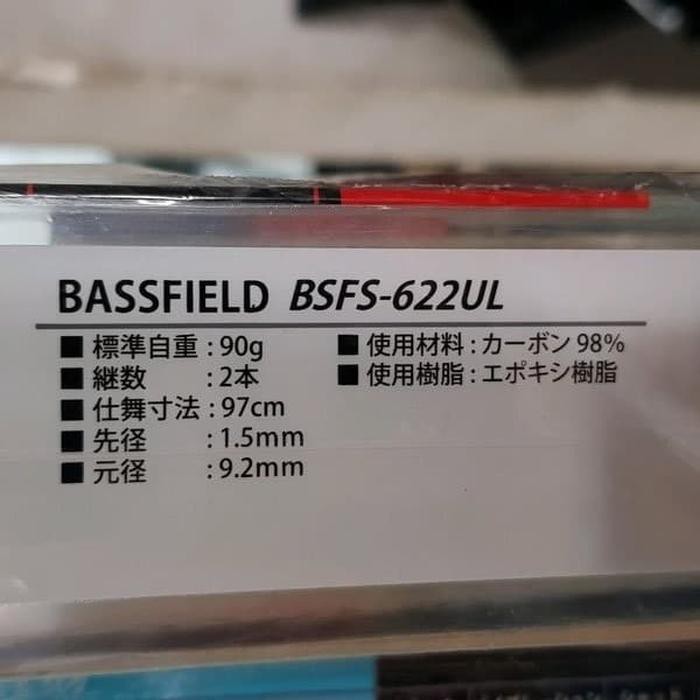 BASSFIELD BSFS-622UL
■ 標準自重 : 90g ■ 使用材料 : カーボン 98%
■ 継数 : 2本 ■ 使用樹脂 : エポキシ樹脂
■ 仕舞寸法 : 97cm
■ 先径 : 1.5mm
■ 元径 : 9.2mm